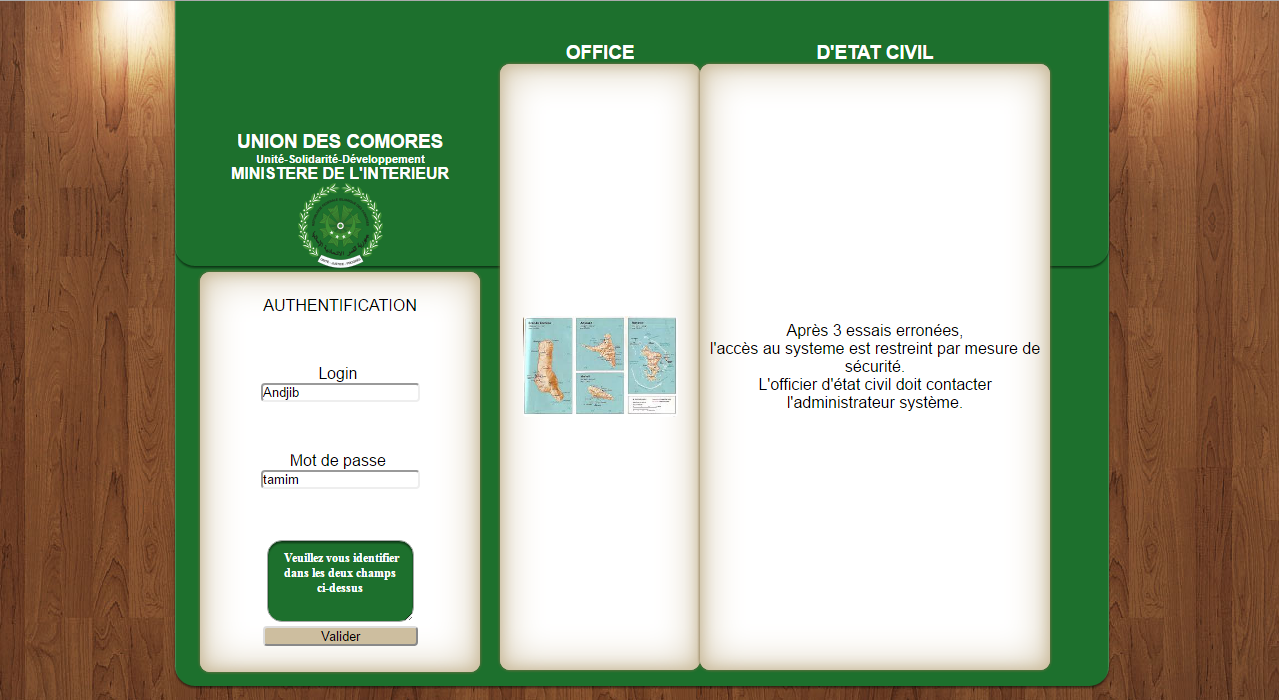 OFFICE
D'ETAT CIVIL
UNION DES COMORES
Unité-Solidarité-Développement
MINISTERE DE L'INTERIEUR
AUTHENTIFICATION
Login
Andjib
Mot de passe
tamim
Veuillez vous identifier
dans les deux champs
ci-dessus
Valider
Après 3 essais erronées,
l'accès au systeme est restreint par mesure de
sécurité.
L'officier d'état civil doit contacter
l'administrateur système.